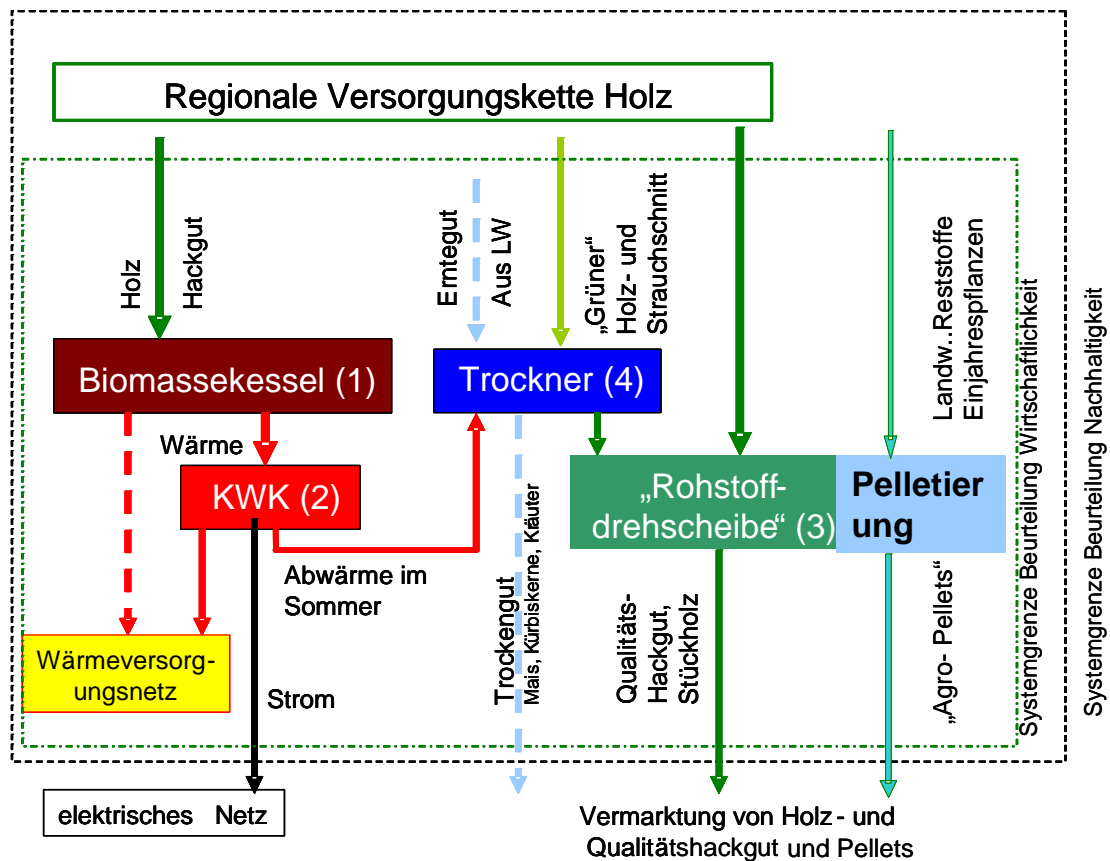 Regionale Versorgungskette Holz
Holz
Hackgut
Erntegut
Aus LW
„Grüner“
Holz- und
Strauchschnitt
Landw..Reststoffe
Einjahrespflanzen
Systemgrenze Beurteilung Wirtschaftlichkeit
Systemgrenze Beurteilung Nachhaltigkeit
Biomassekessel (1)
Trockner (4)
Wärme
KWK (2)
„Rohstoff-
drehscheibe“ (3)
Pelletier
ung
Abwärme im
Sommer
Trockengut
Mais, Kürbiskerne, Kräuter
Qualitäts-
Hackgut,
Stückholz
„Agro- Pellets“
Wärmeversorg-
ungsnetz
Strom
elektrisches Netz
Vermarktung von Holz - und
Qualitätshackgut und Pellets